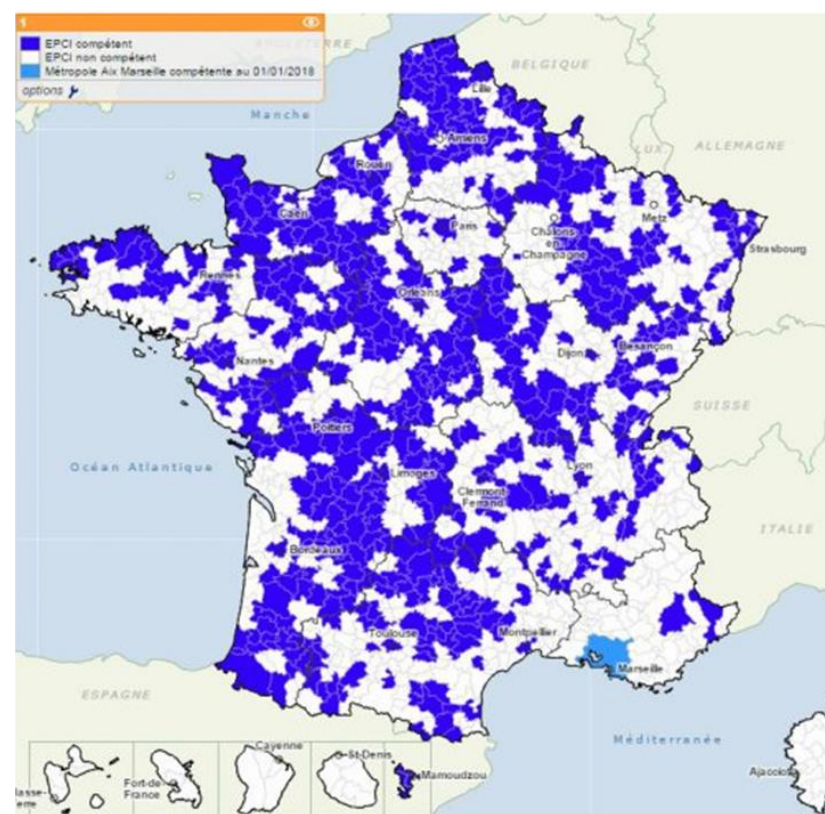 1
EPCI compétent
EPCI non compétent
Métropole Aix Marseille compétente au 01/01/2018
options
ANGLETERRE
BELGIQUE
Lille
Manche
Amiens
LUX.
ALLEMAGNE
Rouen
Caen
Metz
Paris
Châlons
en
Champagne
Strasbourg
Rennes
Orléans
Dijon
Besançon
Nantes
SUISSE
Poitiers
Océan Atlantique
Limoges
Lyon
Clermont
Ferrand
ITALIE
Bordeaux
Toulouse
Montpellier
Marseille
ESPAGNE
Méditerranée
Cayenne
St-Denis
Mamoudzou
Ajaccio
Fort-de-
France